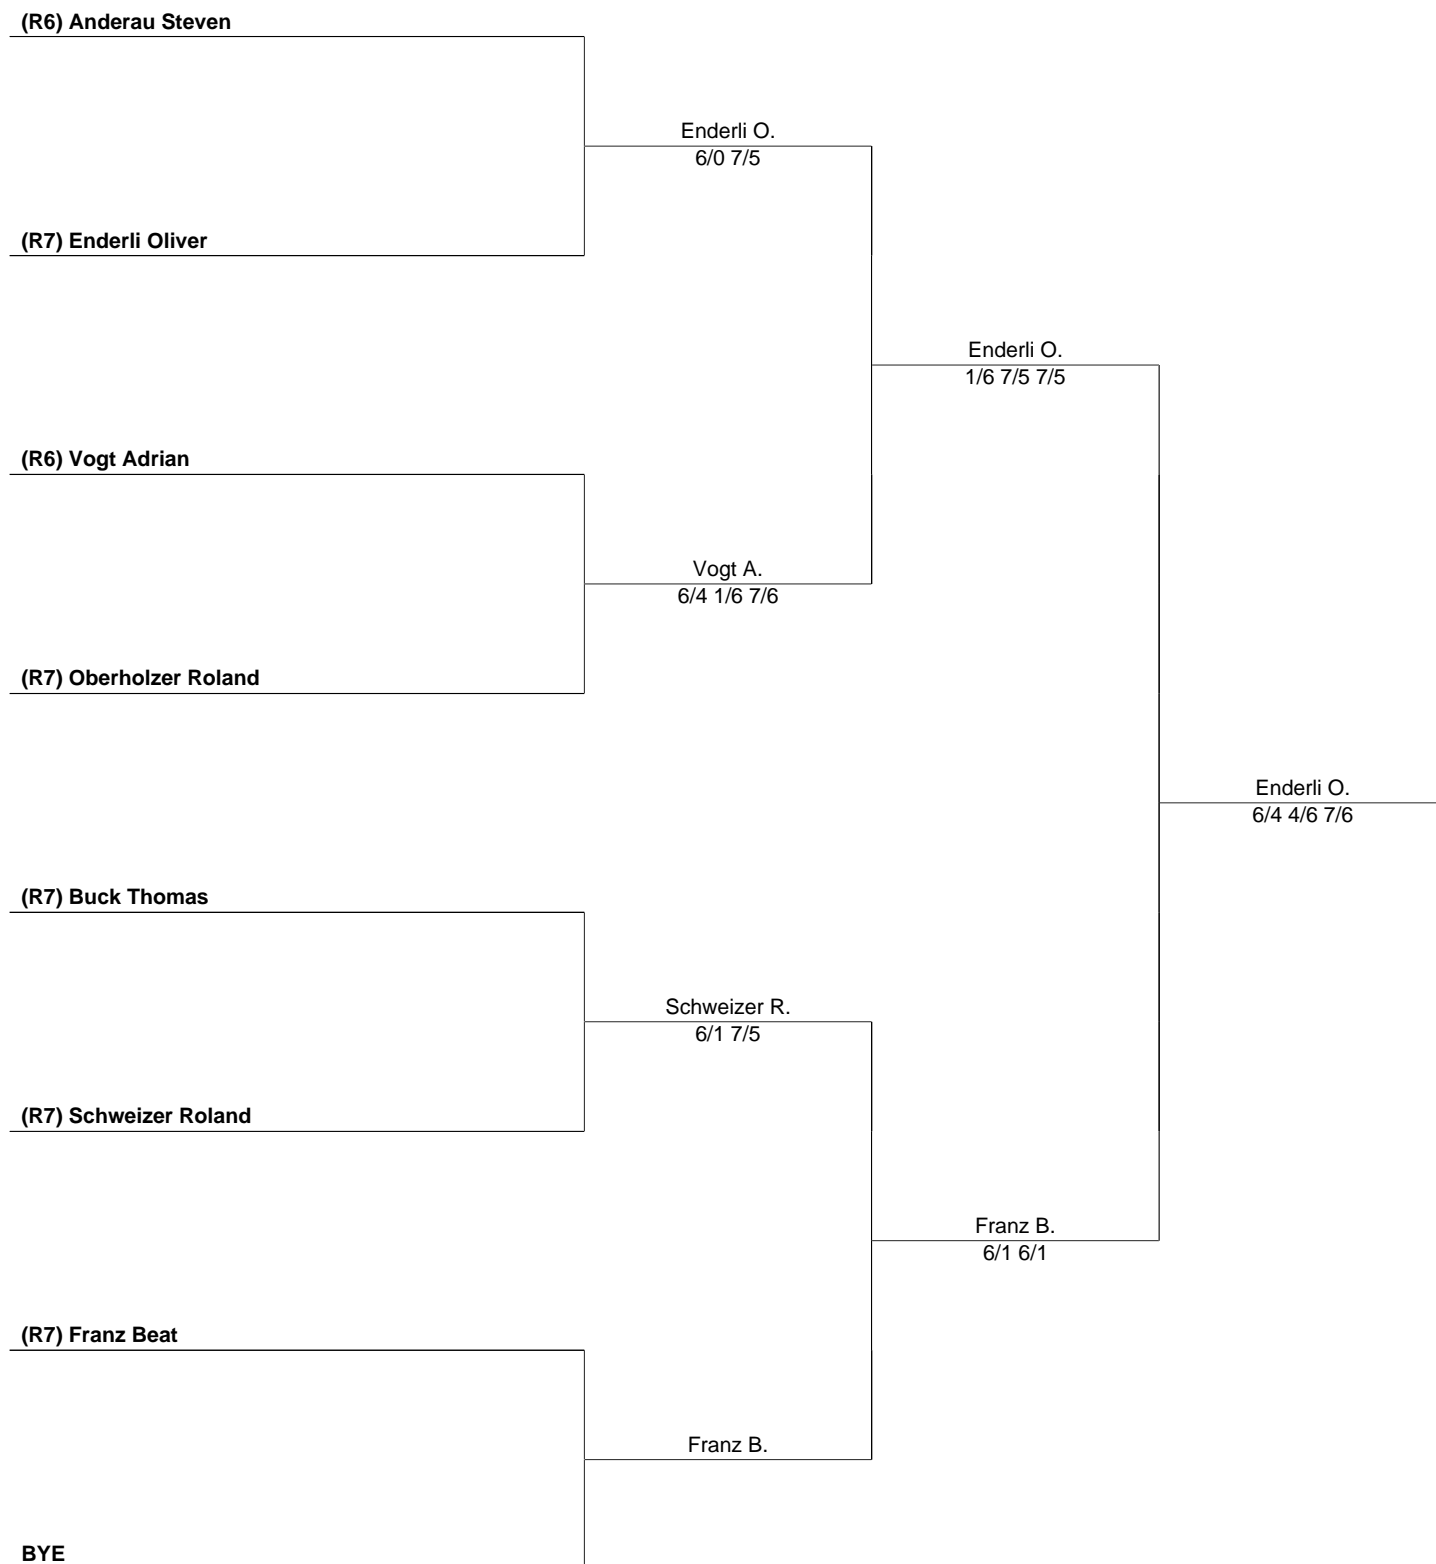 (R6) Anderau Steven
Enderli O.
6/0 7/5
(R7) Enderli Oliver
Enderli O.
1/6 7/5 7/5
(R6) Vogt Adrian
Vogt A.
6/4 1/6 7/6
(R7) Oberholzer Roland
Enderli O.
6/4 4/6 7/6
(R7) Buck Thomas
Schweizer R.
6/1 7/5
(R7) Schweizer Roland
Franz B.
6/1 6/1
(R7) Franz Beat
Franz B.
BYE